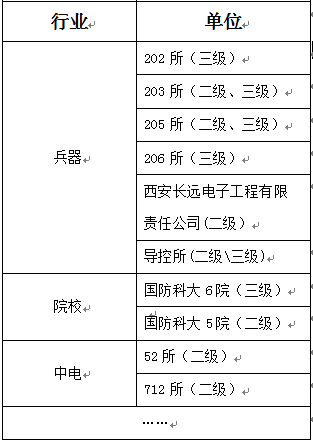 行业 单位
兵器
202 所（三级）
203 所（二级、三级）
205 所（二级、三级）
206 所（三级）
西安长远电子工程有限
责任公司(二级）
导控所(二级\三级)
院校
国防科大 6 院（三级）
国防科大 5 院（二级）
中电
52 所（二级）
712 所（二级）
……